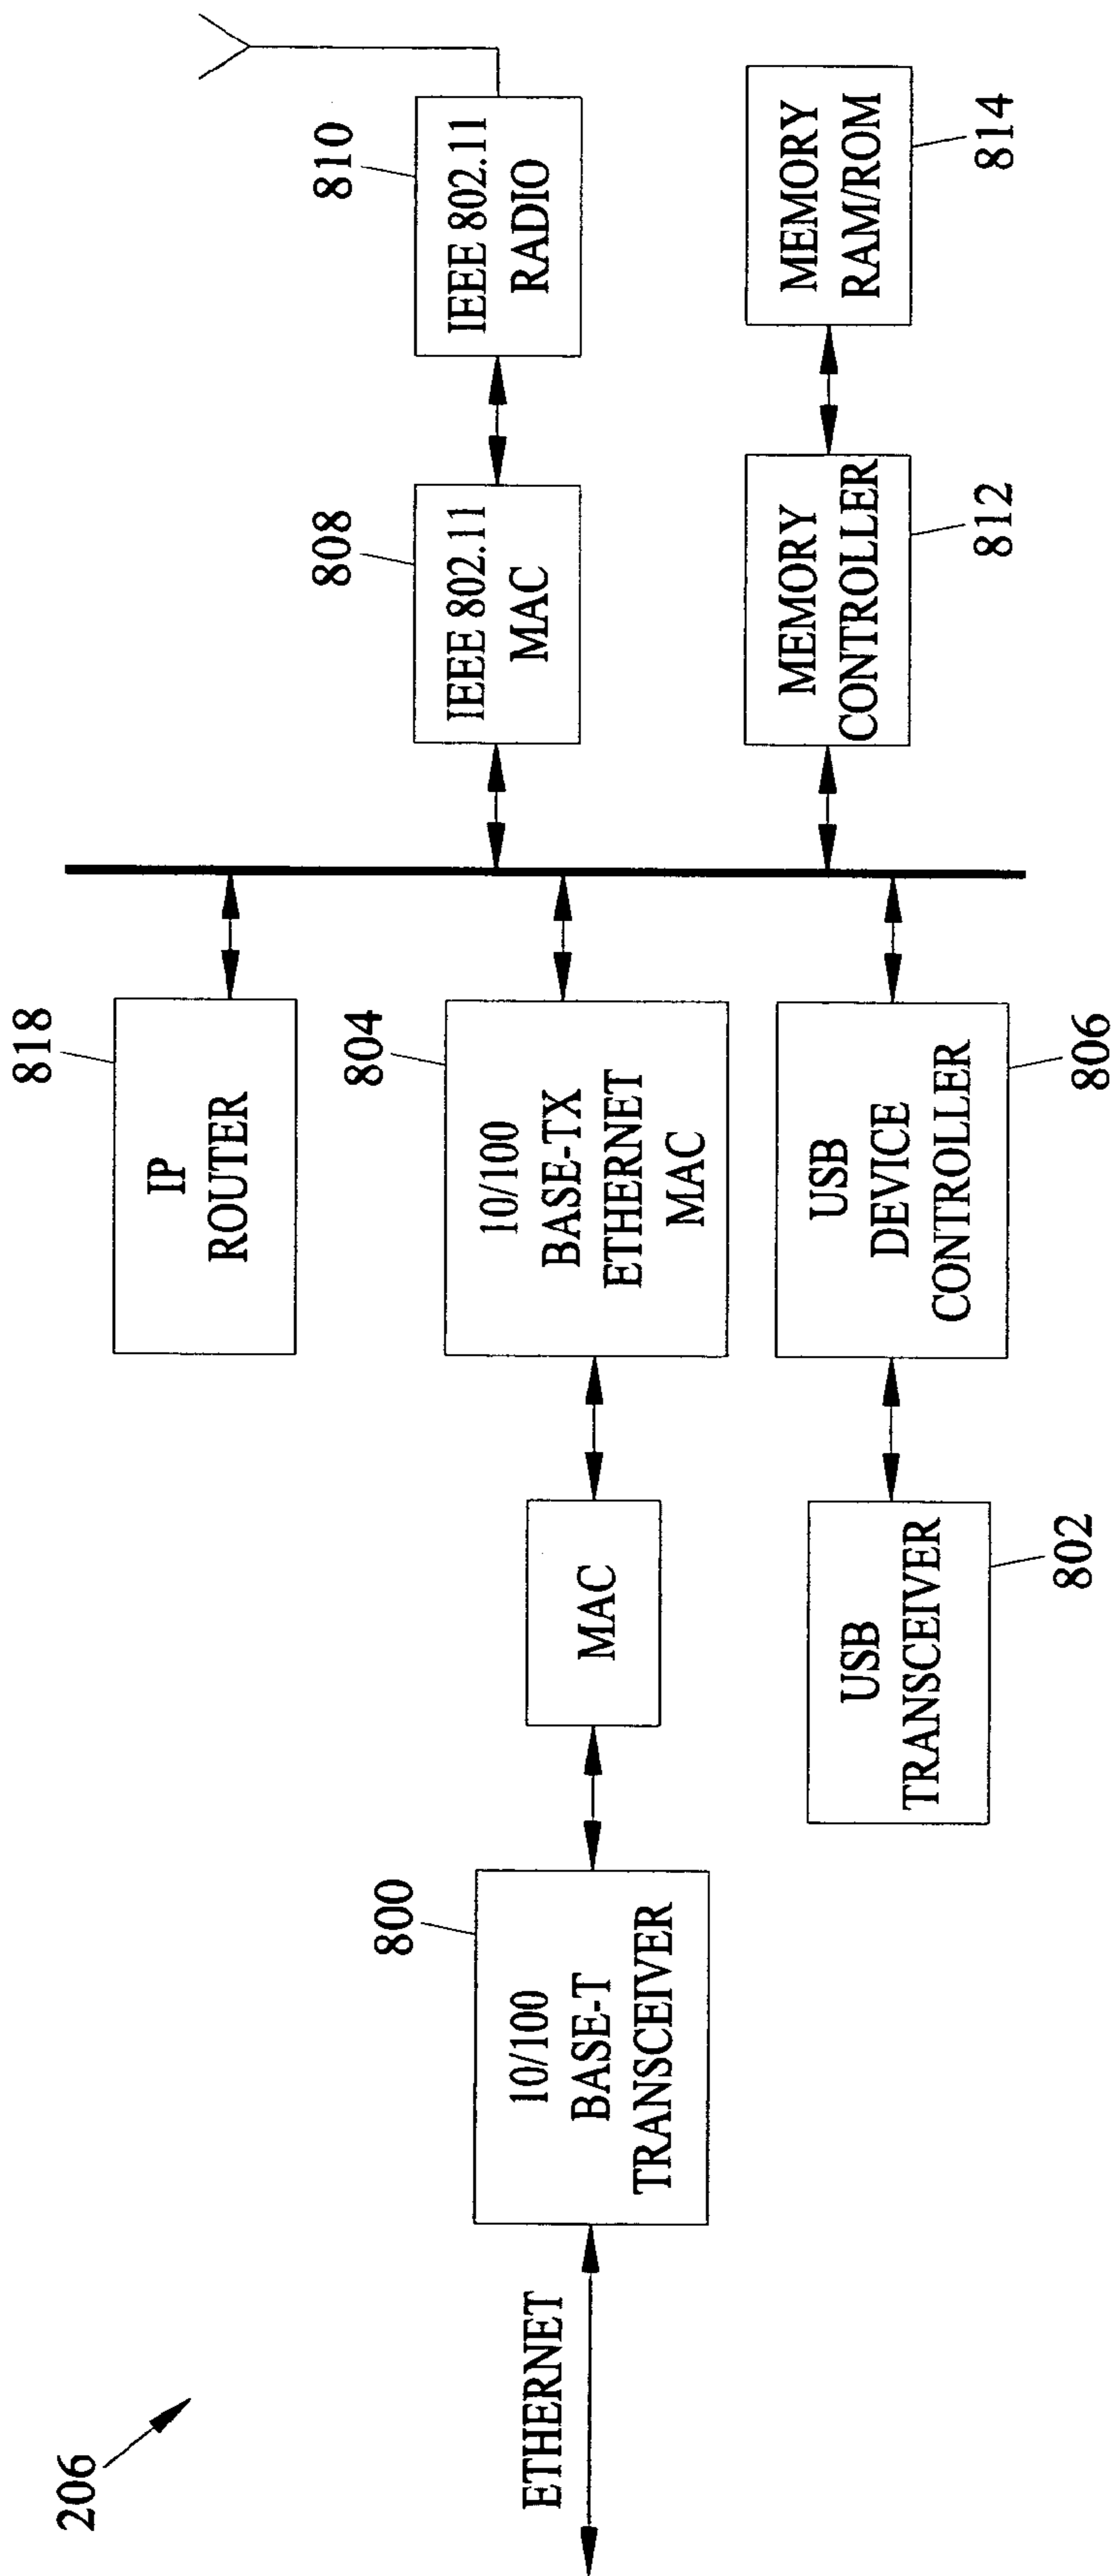 206
ETHERNET
800
10/100
BASE-T
TRANSCEIVER
MAC
USB
TRANSCEIVER
802
818
IP
ROUTER
804
10/100
BASE-TX
ETHERNET
MAC
USB
DEVICE
CONTROLLER
806
808
IEEE 802.11
MAC
810
IEEE 802.11
RADIO
MEMORY
CONTROLLER
812
MEMORY
RAM/ROM
814